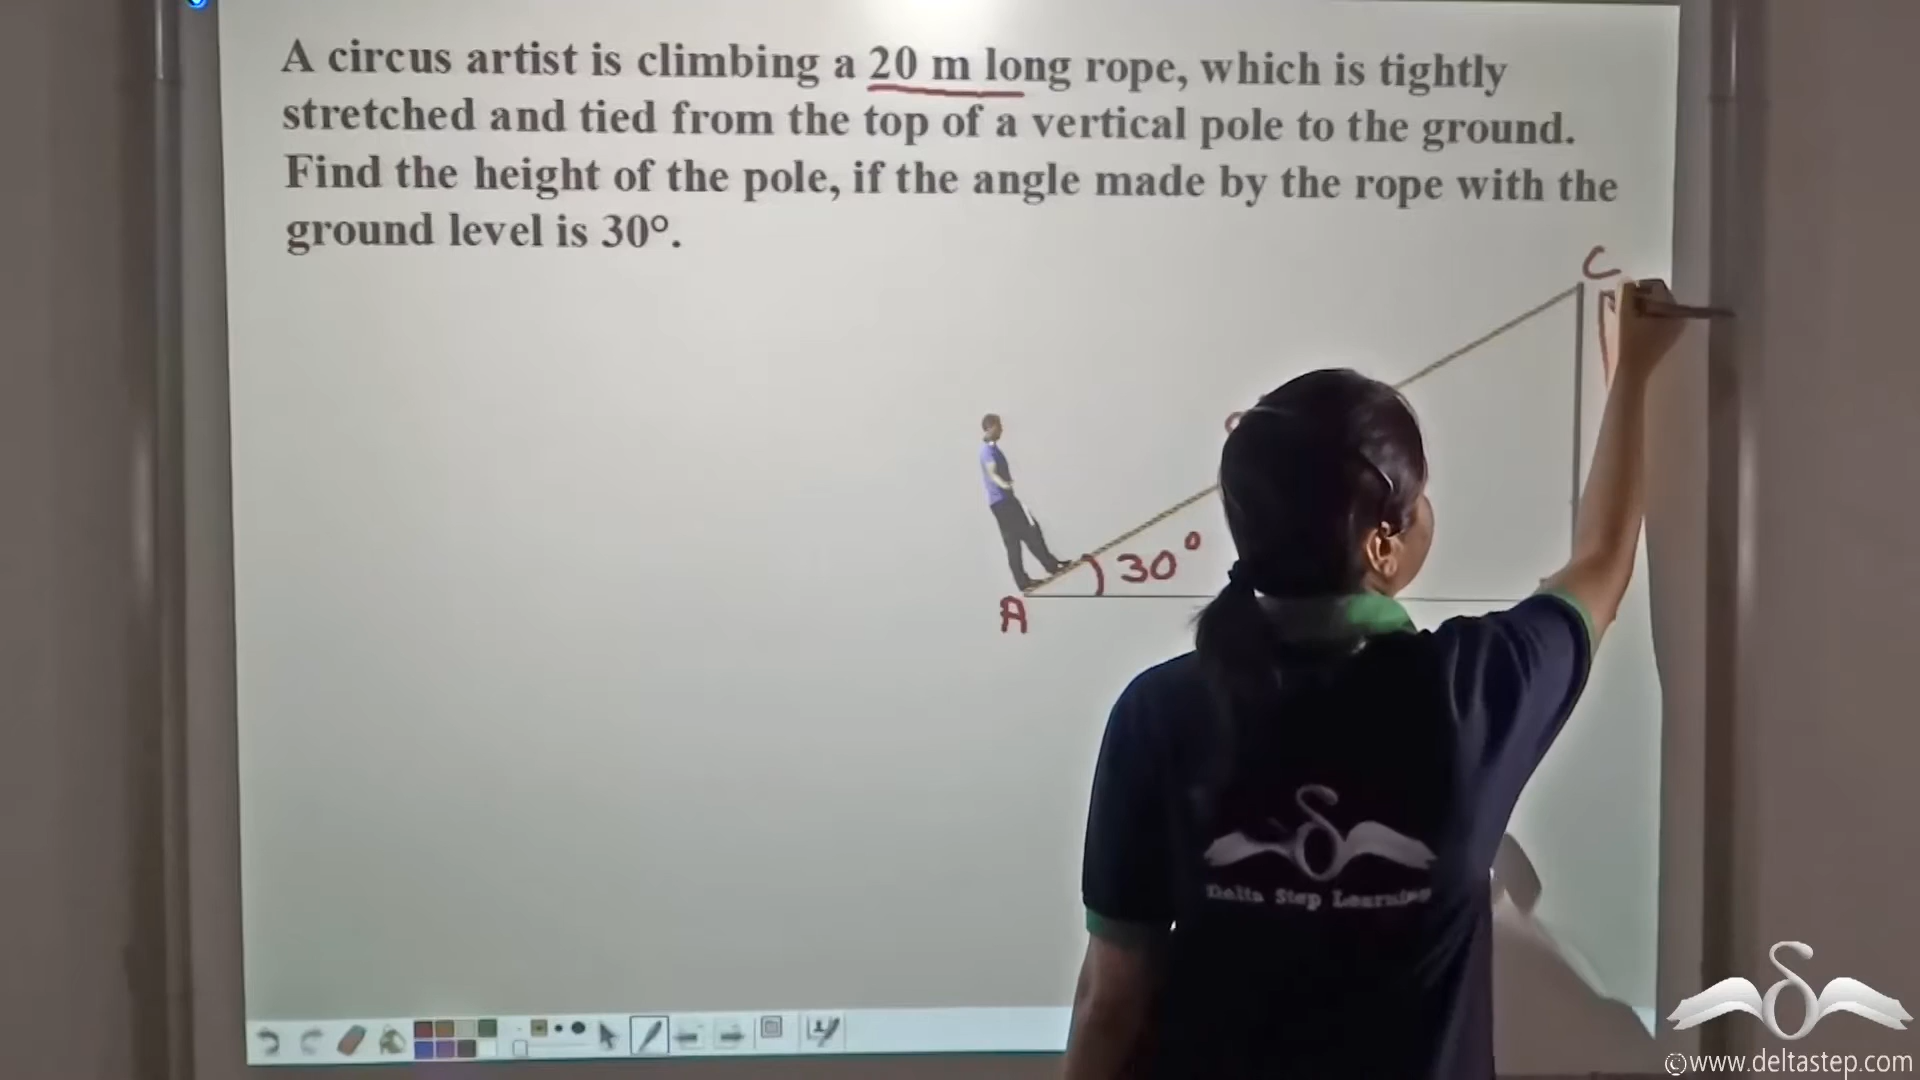 A circus artist is climbing a 20 m long rope, which is tightly
stretched and tied from the top of a vertical pole to the ground.
Find the height of the pole, if the angle made by the rope with the
ground level is 30°.
C
30°
A
Delta Step Learning
©www.deltastep.com